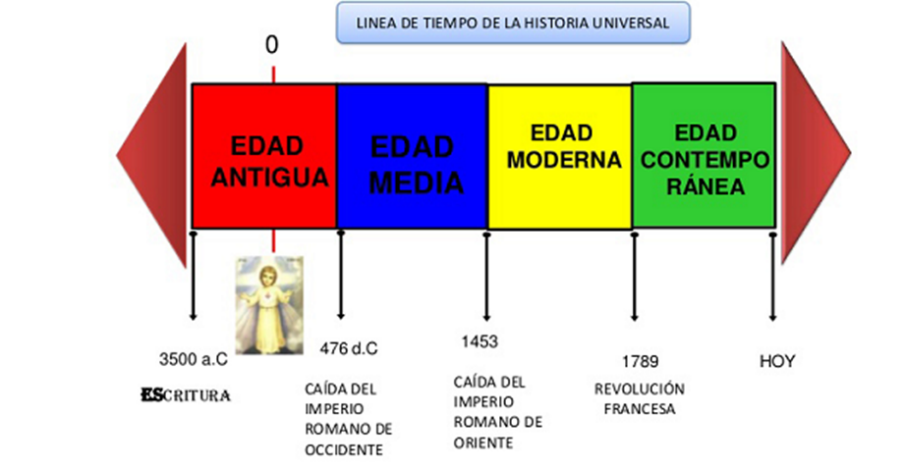 LINEA DE TIEMPO DE LA HISTORIA UNIVERSAL
0
EDAD
ANTIGUA
EDAD
MEDIA
EDAD
MODERNA
EDAD
CONTEMPO
RÁNEA
3500 a.C
ESCRITURA
476 d.C
CAÍDA DEL
IMPERIO
ROMANO DE
OCCIDENTE
1453
CAÍDA DEL
IMPERIO
ROMANO DE
ORIENTE
1789
REVOLUCIÓN
FRANCESA
HOY